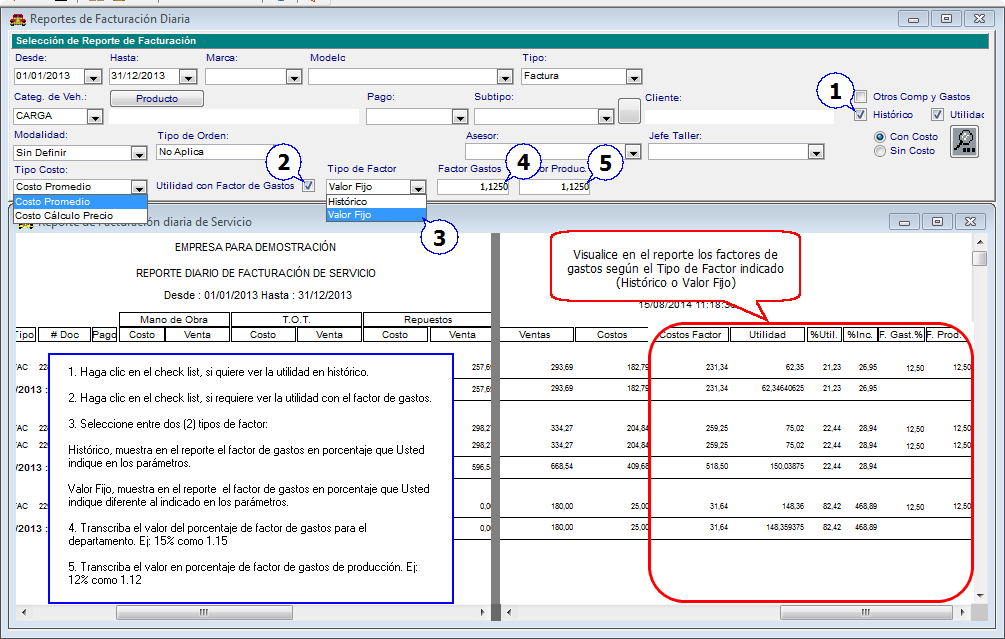 Reportes de Facturación Diaria
Selección de Reporte de Facturación
Desde: Hasta: Marca: Modelo Tipo:
01/01/2013 31/12/2013 Factura
Categ. de Veh.: Producto Pago: Subtipo: Cliente: 1 Otros Comp y Gastos
CARGA Histórico Utilidad
Modalidad: Tipo de Orden: Asesor: Jefe Taller: Con Costo
Sin Definir No Aplica Sin Costo
Tipo Costo: 2 Tipo de Factor Factor Gastos 4 Produc. 5
Costo Promedio Utilidad con Factor de Gastos Valor Fijo 1,1250 1,1250
Costo Promedio Histórico
Costo Cálculo Precio Valor Fijo
3
Reporte de Facturación diaria de Servicio
EMPRESA PARA DEMOSTRACIÓN
REPORTE DIARIO DE FACTURACIÓN DE SERVICIO
Desde : 01/01/2013 Hasta : 31/12/2013
Visualice en el reporte los factores de
gastos según el Tipo de Factor indicado
(Histórico o Valor Fijo)
15/08/2014 11:18:3
Mano de Obra T.O.T. Repuestos
Tipo # Doc Pago Costo Venta Costo Venta Costo Venta Ventas Costos Costos Factor Utilidad %Util. %Inc. F. Gast.% F. Prod.
AC 22 257,6 293,69 182,79 231,34 62,35 21,23 26,95 12,50 12,50
/2013 : 257,6 293,69 182,79 231,34 62,34640625 21,23 26,95
AC 22 298,2 334,27 204,84 259,25 75,02 22,44 28,94 12,50 12,50
AC 22 298,2 334,27 204,84 259,25 75,02 22,44 28,94 12,50 12,50
/2013 : 596,5 668,54 409,68 518,50 150,03875 22,44 28,94
AC 22 0,0 180,00 25,00 31,64 148,36 82,42 468,89 12,50 12,50
/2013 : 0,0 180,00 25,00 31,64 148,359375 82,42 468,89
1. Haga clic en el check list, si quiere ver la utilidad en histórico.
2. Haga clic en el check list, si requiere ver la utilidad con el factor de gastos.
3. Seleccione entre dos (2) tipos de factor:
Histórico, muestra en el reporte el factor de gastos en porcentaje que Usted
indique en los parámetros.
Valor Fijo, muestra en el reporte el factor de gastos en porcentaje que Usted
indique diferente al indicado en los parámetros.
4. Transcriba el valor del porcentaje de factor de gastos para el
departamento. Ej: 15% como 1.15
5. Transcriba el valor en porcentaje de factor de gastos de producción. Ej:
12% como 1.12